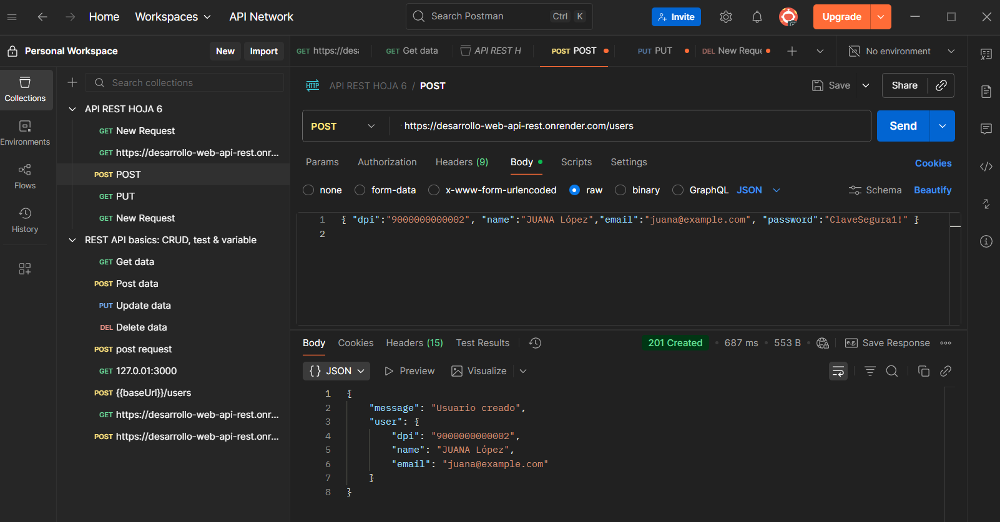 Home Workspaces API Network Search Postman Ctrl K Invite Upgrade
Personal Workspace New Import
GET https://desa GET Get data API REST H POST POST PUT PUT DEL New Reque No environment
Collections
Environments
Flows
History
Search collections
API REST HOJA 6
GET New Request
GET https://desarrollo-web-api-rest.onr...
POST POST
PUT PUT
GET New Request
REST API basics: CRUD, test & variable
GET Get data
POST Post data
PUT Update data
DEL Delete data
POST post request
GET 127.0.01:3000
POST {{baseUrl}}/users
GET https://desarrollo-web-api-rest.onr...
POST https://desarrollo-web-api-rest.onr...
HTTP API REST HOJA 6 / POST Save Share
POST https://desarrollo-web-api-rest.onrender.com/users Send
Params Authorization Headers (9) Body Scripts Settings Cookies
none form-data x-www-form-urlencoded raw binary GraphQL JSON Schema Beautify
1 { "dpi":"9000000000002", "name":"JUANA López","email":"juana@example.com", "password":"ClaveSegura1!" }
2
Body Cookies Headers (15) Test Results 201 Created • 687 ms • 553 B • e.g. Save Response
{} JSON Preview Visualize
1 {
2 "message": "Usuario creado",
3 "user": {
4 "dpi": "9000000000002",
5 "name": "JUANA López",
6 "email": "juana@example.com"
7 }
8 }